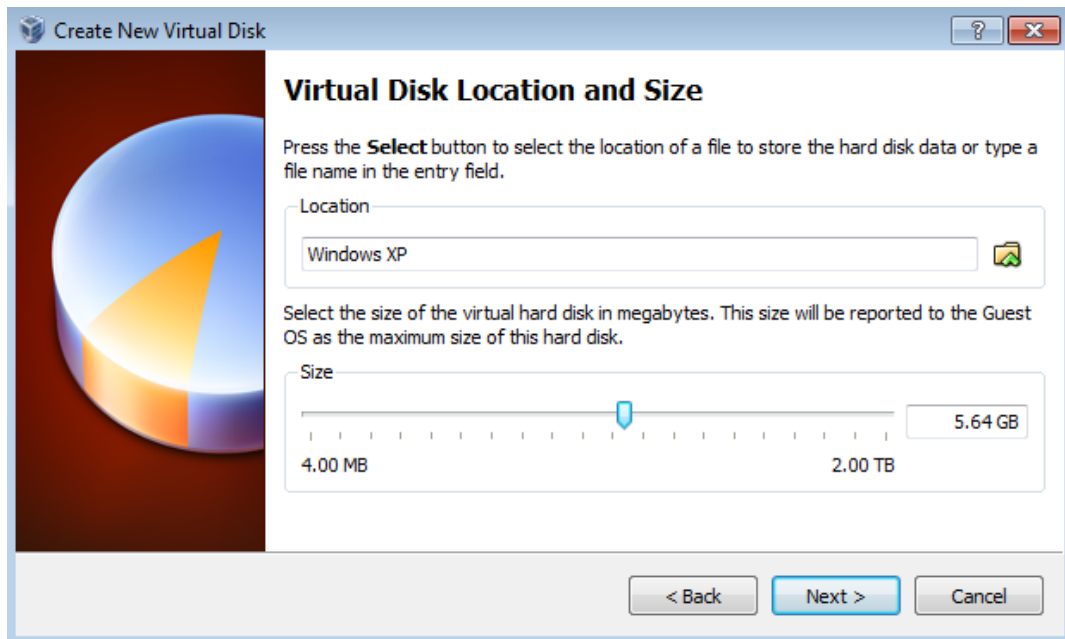 Create New Virtual Disk
?
Virtual Disk Location and Size
Press the Select button to select the location of a file to store the hard disk data or type a
file name in the entry field.
Location
Windows XP
Select the size of the virtual hard disk in megabytes. This size will be reported to the Guest
OS as the maximum size of this hard disk.
Size
5.64 GB
4.00 MB 2.00 TB
< Back Next > Cancel